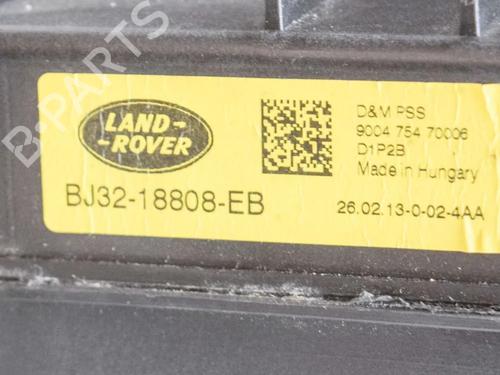 B-PARTS
LAND-
-ROVER
BJ32-18808-EB
D&M PSS
9004 754 70006
D1P2B
Made in Hungary
26.02.13-0-02-4AA